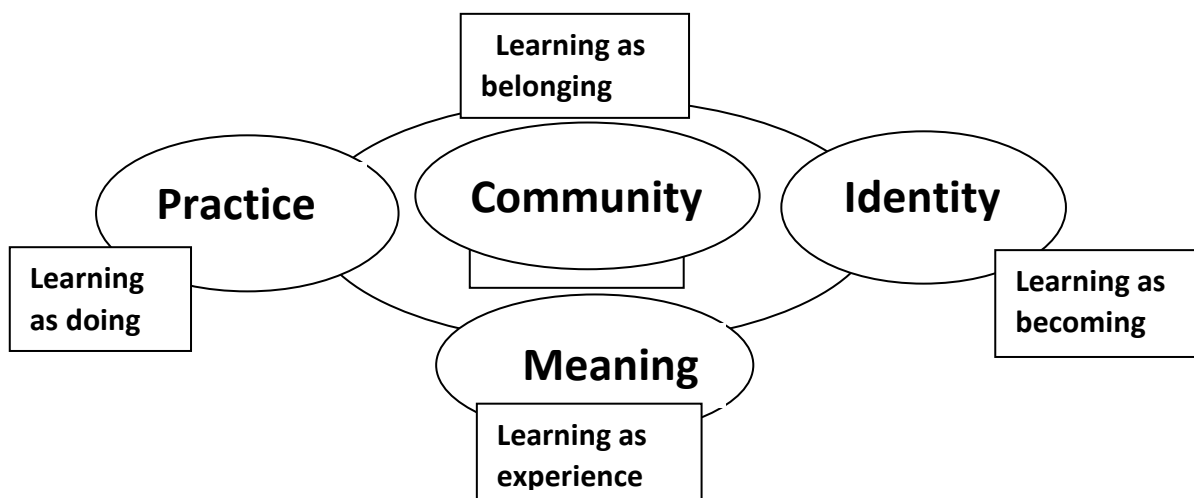 Learning as
belonging
Practice
Community
Identity
Learning
as doing
Learning as
becoming
Meaning
Learning as
experience